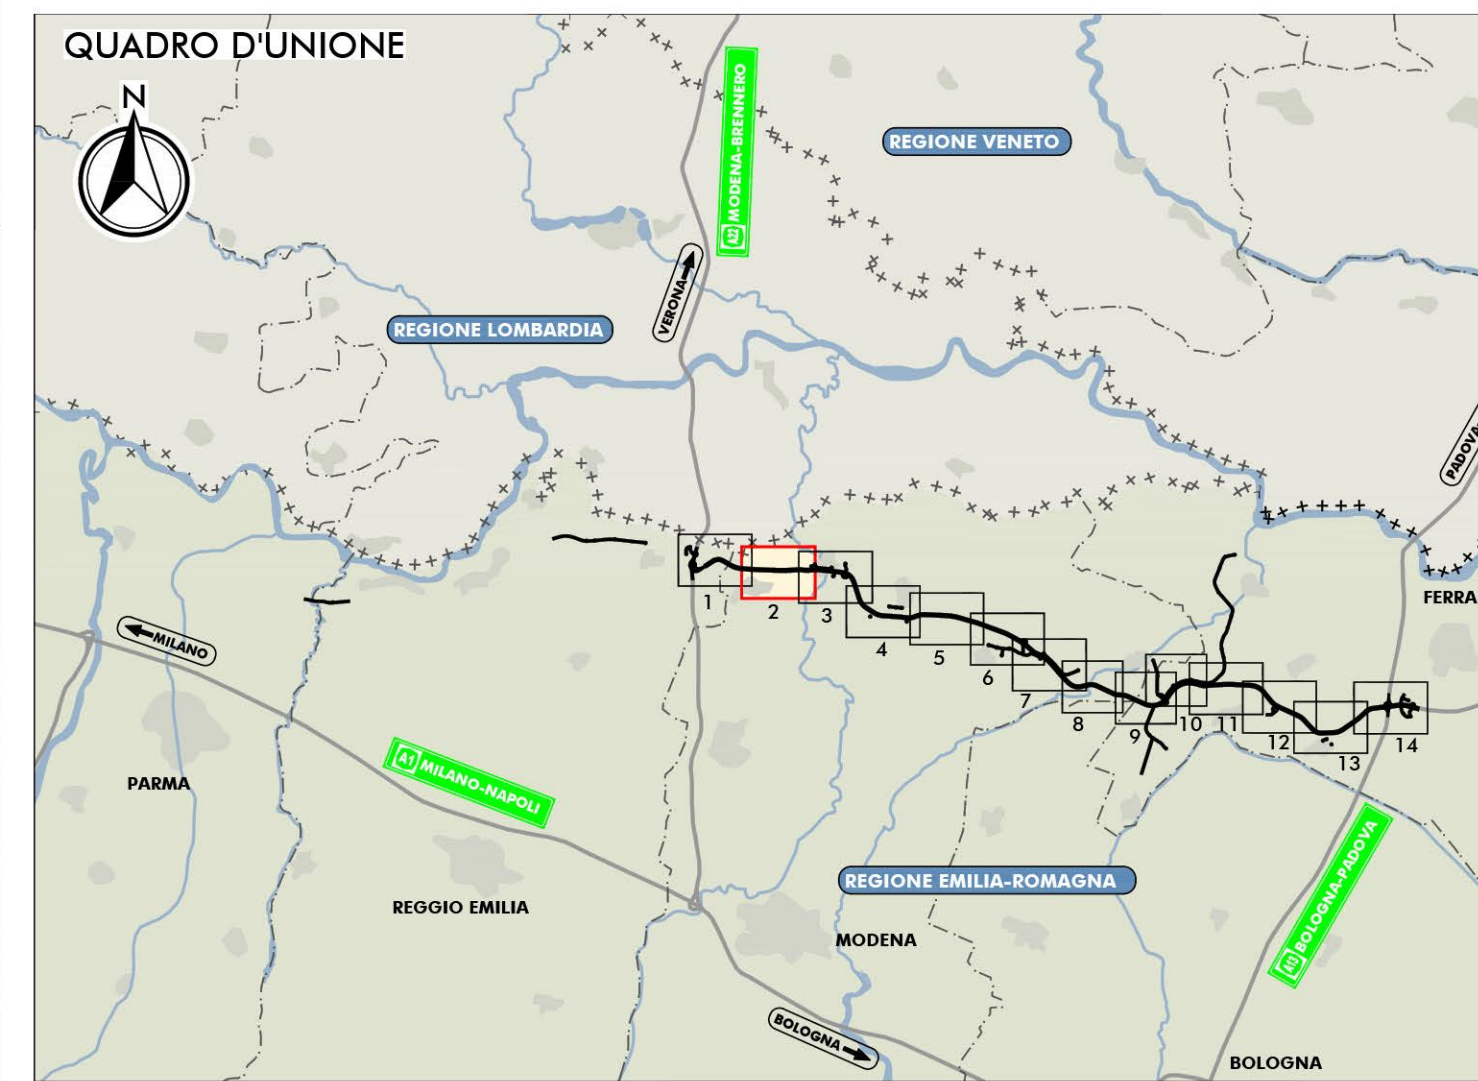 QUADRO D'UNIONE
N
A22 MODENA-BRENNERO
REGIONE VENETO
VERONA
REGIONE LOMBARDIA
PADOVA
1
2
3
4
5
6
7
8
9
10
11
12
13
14
FERRA
MILANO
PARMA
A1 MILANO-NAPOLI
REGIONE EMILIA-ROMAGNA
A13 BOLOGNA-PADOVA
REGGIO EMILIA
MODENA
BOLOGNA
BOLOGNA